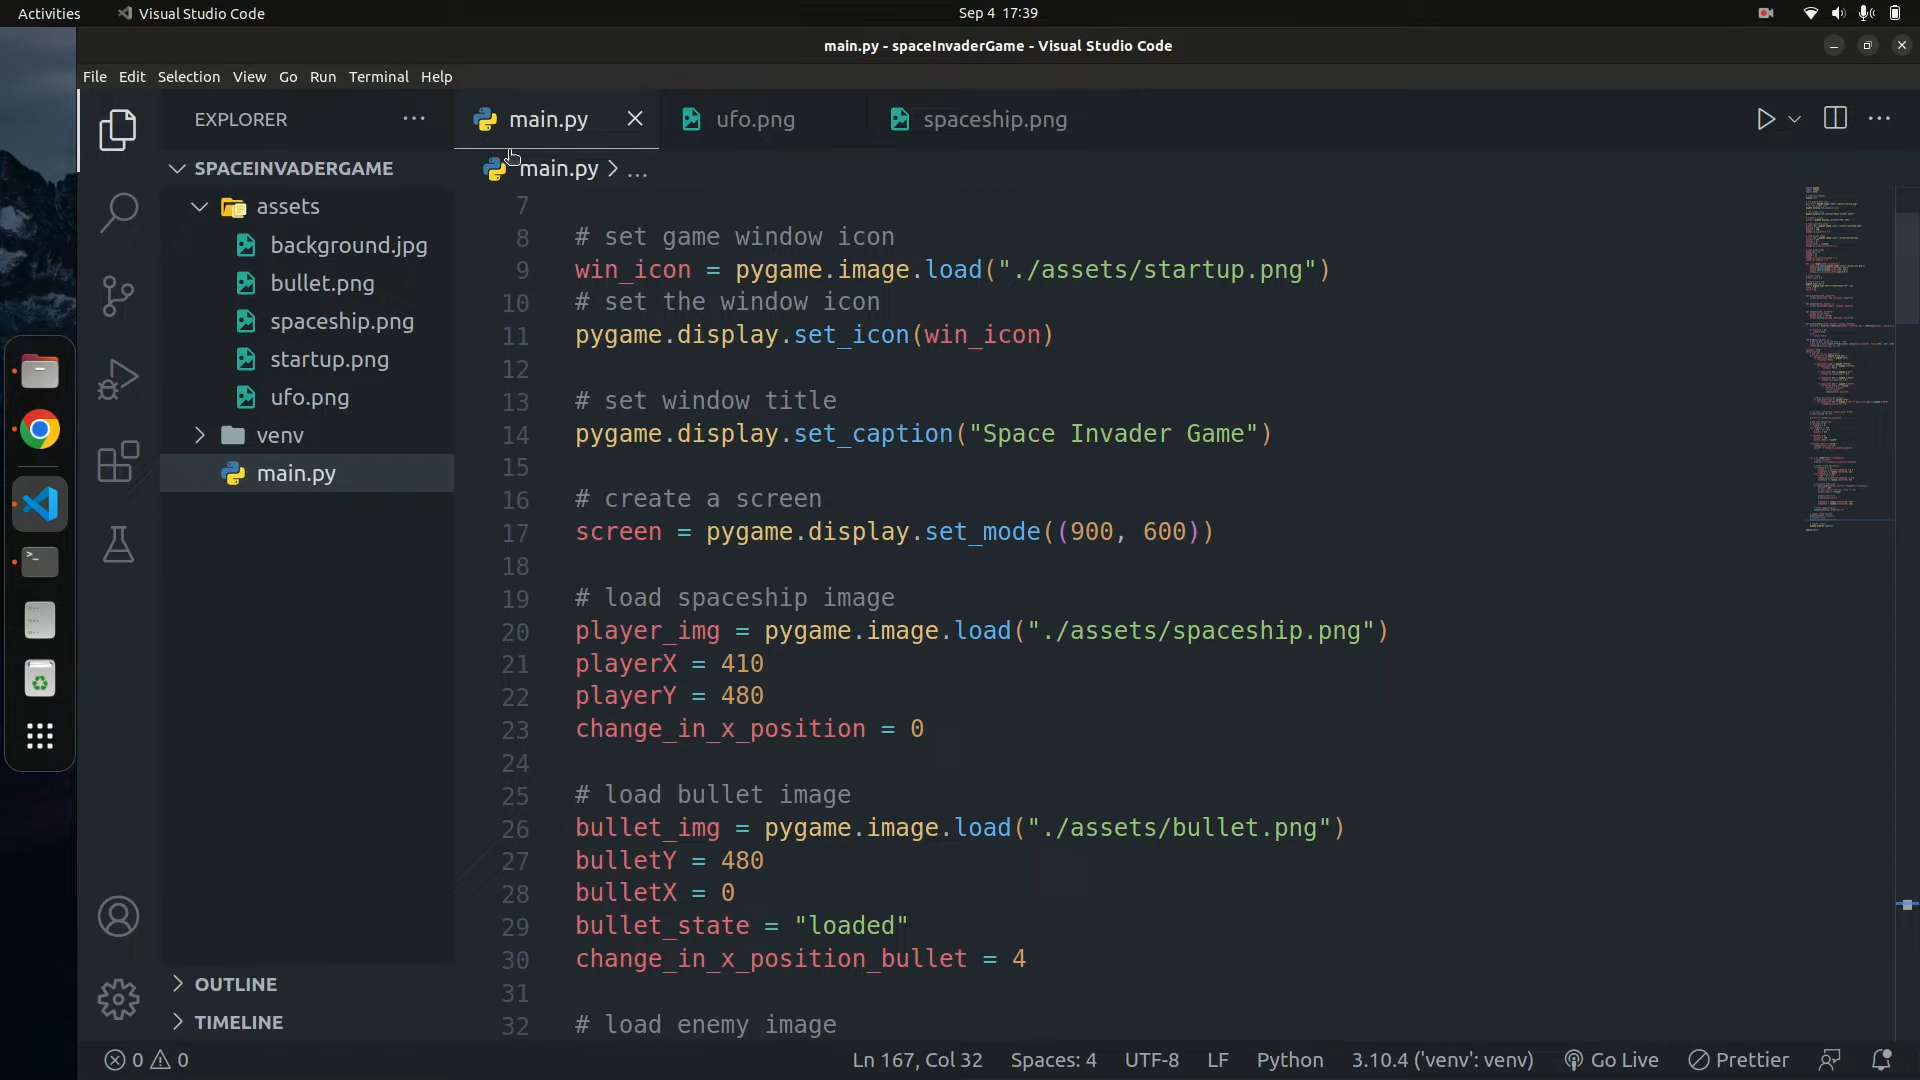 Activities
Visual Studio Code
Sep 4 17:39
main.py - spaceInvaderGame - Visual Studio Code
File Edit Selection View Go Run Terminal Help
EXPLORER
SPACEINVADERGAME
assets
background.jpg
bullet.png
spaceship.png
startup.png
ufo.png
venv
main.py
OUTLINE
TIMELINE
main.py
ufo.png
spaceship.png
main.py > ...
7
8 # set game window icon
9 win_icon = pygame.image.load("./assets/startup.png")
10 # set the window icon
11 pygame.display.set_icon(win_icon)
12
13 # set window title
14 pygame.display.set_caption("Space Invader Game")
15
16 # create a screen
17 screen = pygame.display.set_mode((900, 600))
18
19 # load spaceship image
20 player_img = pygame.image.load("./assets/spaceship.png")
21 playerX = 410
22 playerY = 480
23 change_in_x_position = 0
24
25 # load bullet image
26 bullet_img = pygame.image.load("./assets/bullet.png")
27 bulletY = 480
28 bulletX = 0
29 bullet_state = "loaded"
30 change_in_x_position_bullet = 4
31
32 # load enemy image
0 0
Ln 167, Col 32 Spaces: 4 UTF-8 LF Python 3.10.4 ('venv': venv) Go Live Prettier